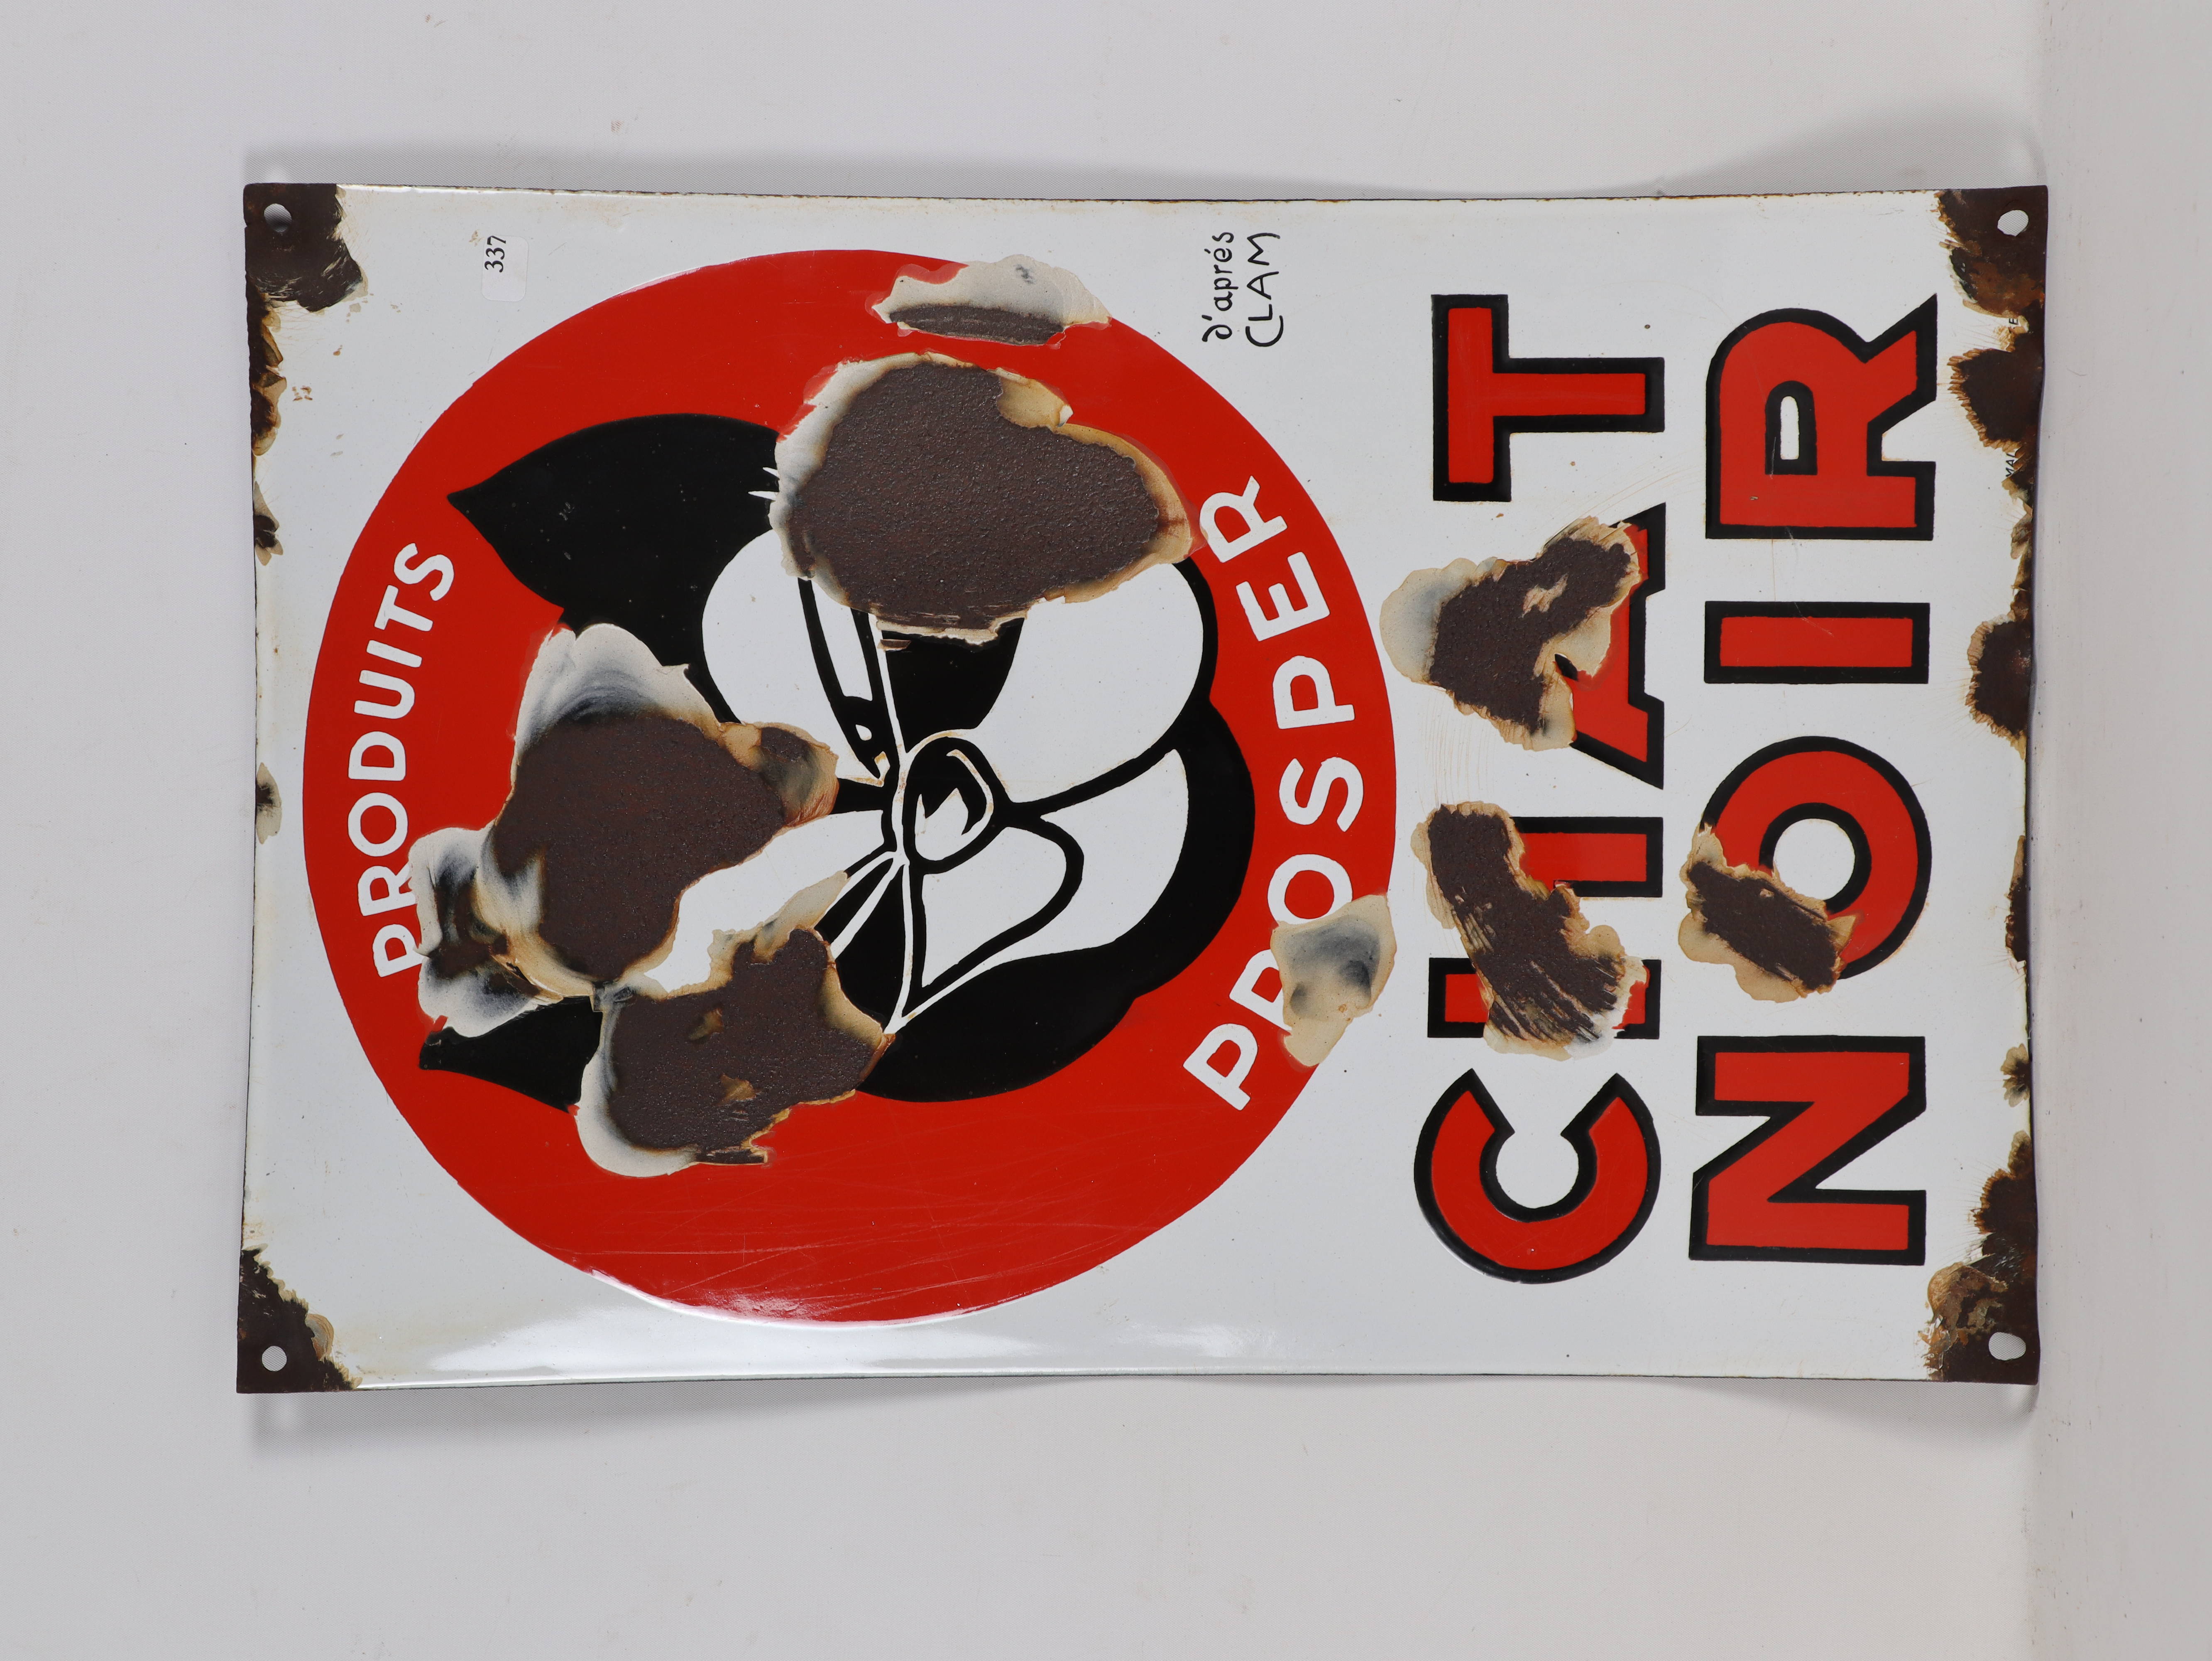 337
PRODUITS
PROSPER
d'aprés
CLAM
CHAT
NOIR